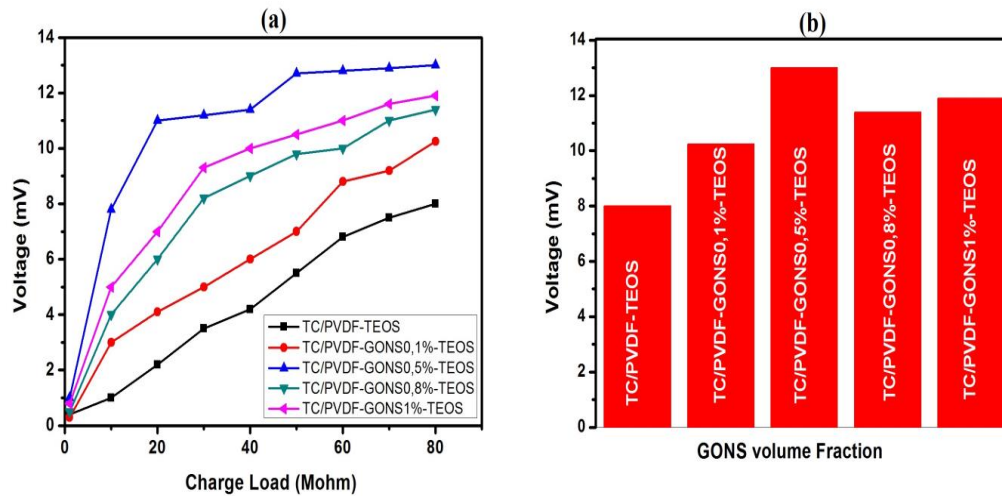 (a)
14
12
10
8
6
4
2
0
Voltage (mV)
0 20 40 60 80
Charge Load (Mohm)
TC/PVDF-TEOS
TC/PVDF-GONS0,1%-TEOS
TC/PVDF-GONS0,5%-TEOS
TC/PVDF-GONS0,8%-TEOS
TC/PVDF-GONS1%-TEOS
(b)
14
12
10
8
6
4
2
0
Voltage (mV)
TC/PVDF-TEOS
TC/PVDF-GONS0,1%-TEOS
TC/PVDF-GONS0,5%-TEOS
TC/PVDF-GONS0,8%-TEOS
TC/PVDF-GONS1%-TEOS
GONS volume Fraction